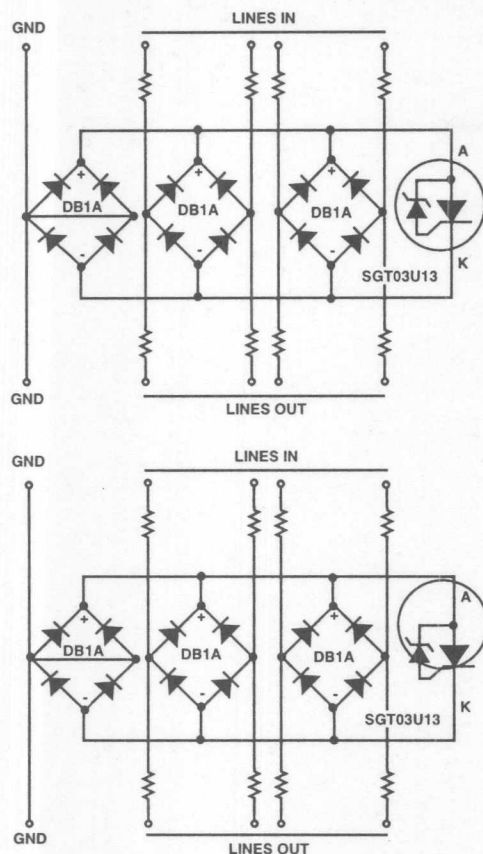 LINES IN
GND
A
+ + +
DB1A DB1A DB1A
- - -
K
SGT03U13
GND
LINES OUT
LINES IN
GND
A
+ + +
DB1A DB1A DB1A
- - -
K
SGT03U13
GND
LINES OUT